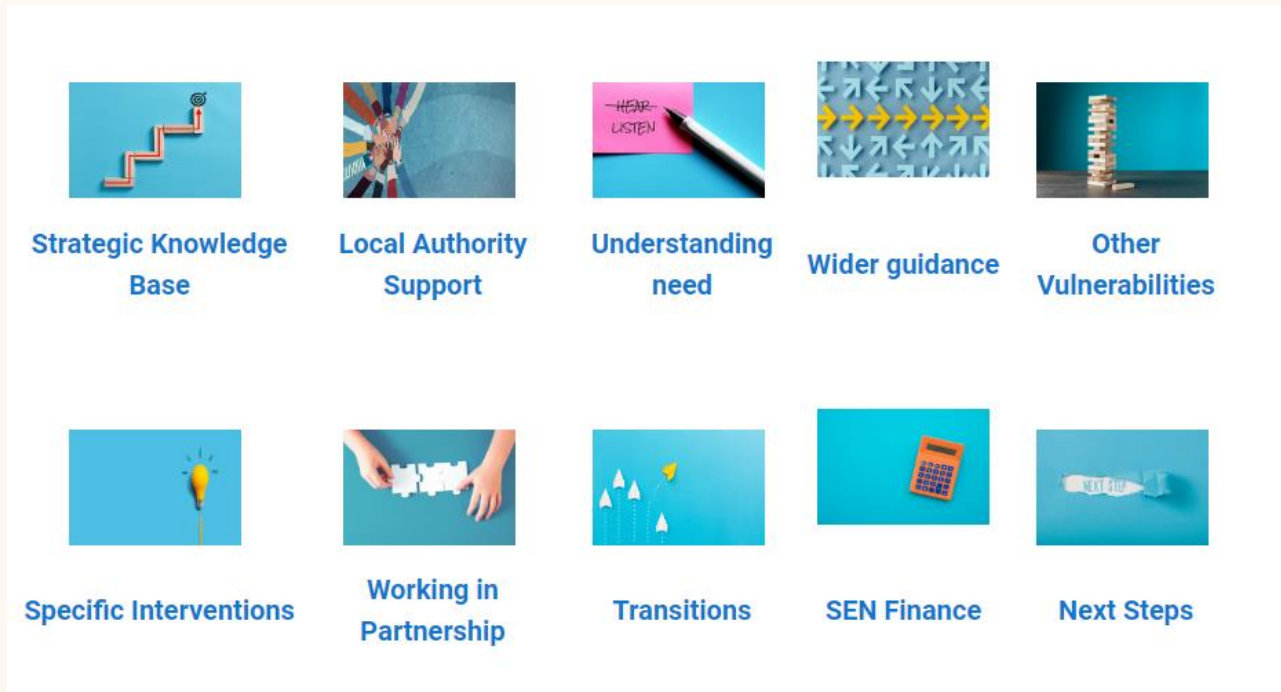 HEAR
LISTEN
Strategic Knowledge
Base
Local Authority
Support
Understanding
need
Wider guidance
Other
Vulnerabilities
NEXT STEP
Specific Interventions
Working in
Partnership
Transitions
SEN Finance
Next Steps